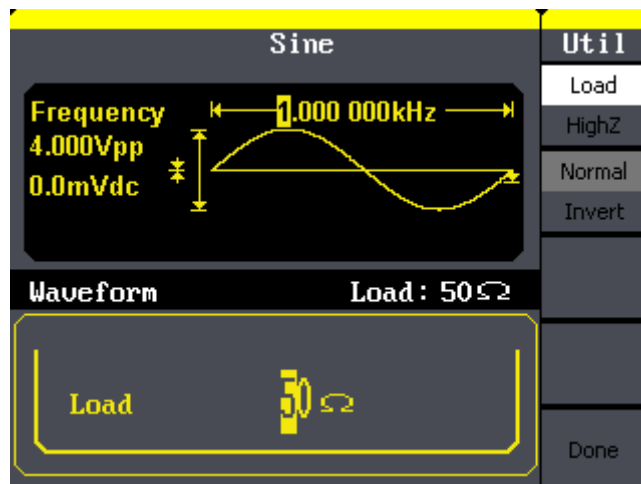 Sine
Util
Load
HighZ
Normal
Invert
Done
Frequency
1.000 000kHz
4.000Vpp
0.0mVdc
Waveform
Load: 50Ω
Load
50Ω